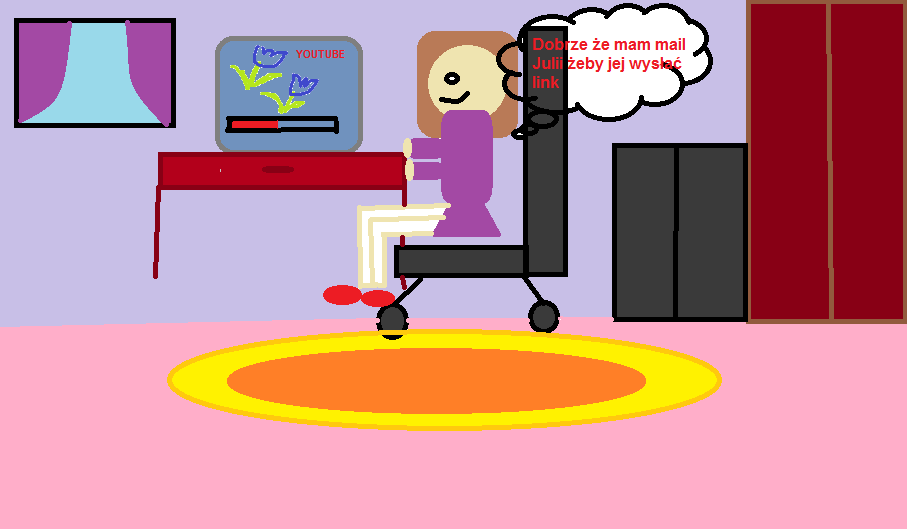 YOUTUBE
Dobrze że mam mail
Julii żeby jej wysłać
link